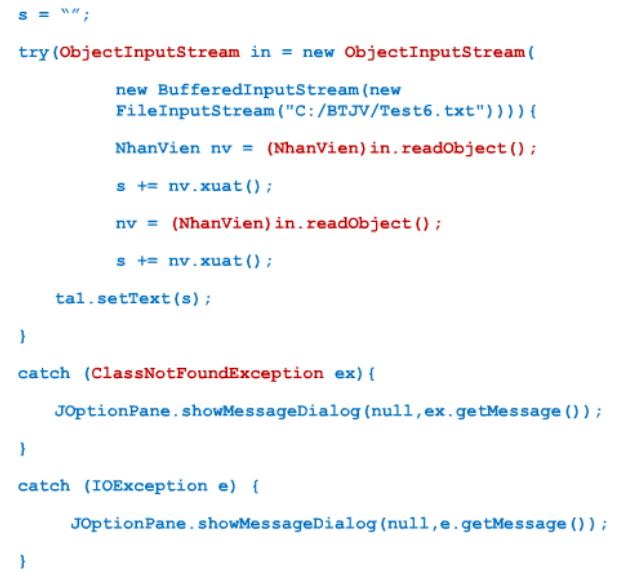 s = “”;
try(ObjectInputStream in = new ObjectInputStream(
new BufferedInputStream(new
FileInputStream("C:/BTJV/Test6.txt")))){
NhanVien nv = (NhanVien)in.readObject();
s += nv.xuat();
nv = (NhanVien)in.readObject();
s += nv.xuat();
ta1.setText(s);
}
catch (ClassNotFoundException ex){
JOptionPane.showMessageDialog(null,ex.getMessage());
}
catch (IOException e) {
JOptionPane.showMessageDialog(null,e.getMessage());
}